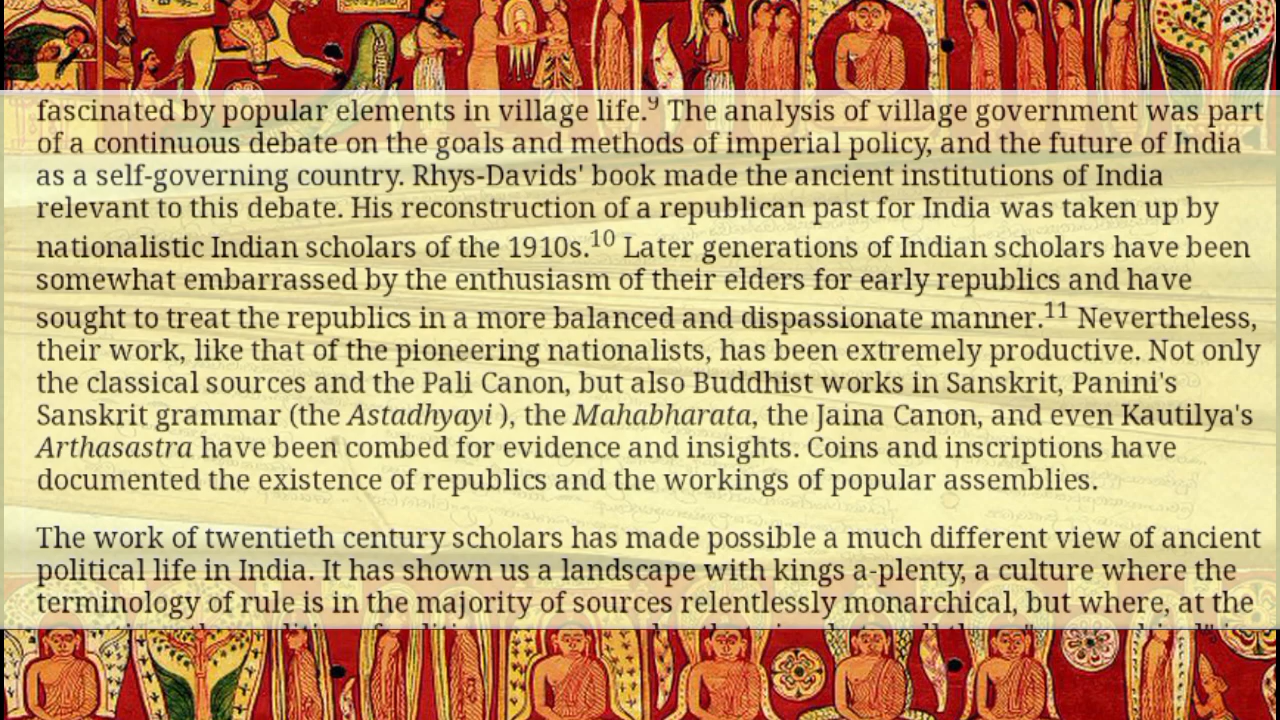 fascinated by popular elements in village life.9 The analysis of village government was part
of a continuous debate on the goals and methods of imperial policy, and the future of India
as a self-governing country. Rhys-Davids' book made the ancient institutions of India
relevant to this debate. His reconstruction of a republican past for India was taken up by
nationalistic Indian scholars of the 1910s.10 Later generations of Indian scholars have been
somewhat embarrassed by the enthusiasm of their elders for early republics and have
sought to treat the republics in a more balanced and dispassionate manner.11 Nevertheless,
their work, like that of the pioneering nationalists, has been extremely productive. Not only
the classical sources and the Pali Canon, but also Buddhist works in Sanskrit, Panini's
Sanskrit grammar (the Astadhyayi ), the Mahabharata, the Jaina Canon, and even Kautilya's
Arthasastra have been combed for evidence and insights. Coins and inscriptions have
documented the existence of republics and the workings of popular assemblies.
The work of twentieth century scholars has made possible a much different view of ancient
political life in India. It has shown us a landscape with kings a-plenty, a culture where the
terminology of rule is in the majority of sources relentlessly monarchical, but where, at the